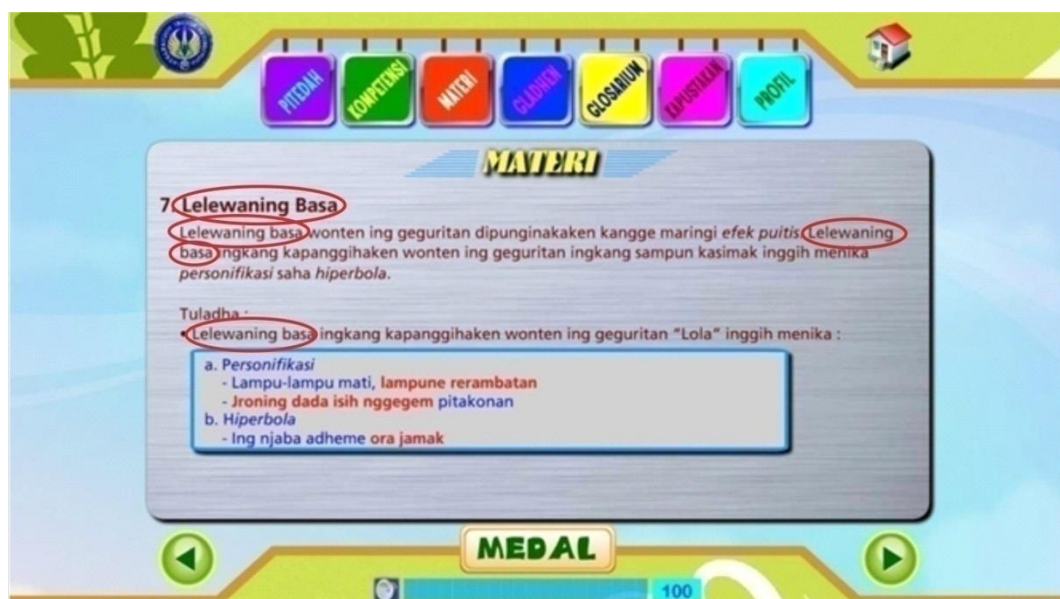 PITEDAH KOMPETENSI MATERI GLADHEN GLOSARIUM KAPUSTAKAN PROFIL
MATERI
7. Lelewaning Basa
Lelewaning basa wonten ing geguritan dipunginakaken kangge maringi efek puitis. Lelewaning
basa ingkang kapanggihaken wonten ing geguritan ingkang sampun kasimak inggih menika
personifikasi saha hiperbola.
Tuladha :
• Lelewaning basa ingkang kapanggihaken wonten ing geguritan "Lola" inggih menika :
a. Personifikasi
- Lampu-lampu mati, lampune rerambatan
- Jroning dada isih nggegem pitakonan
b. Hiperbola
- Ing njaba adheme ora jamak
MEDAL
100